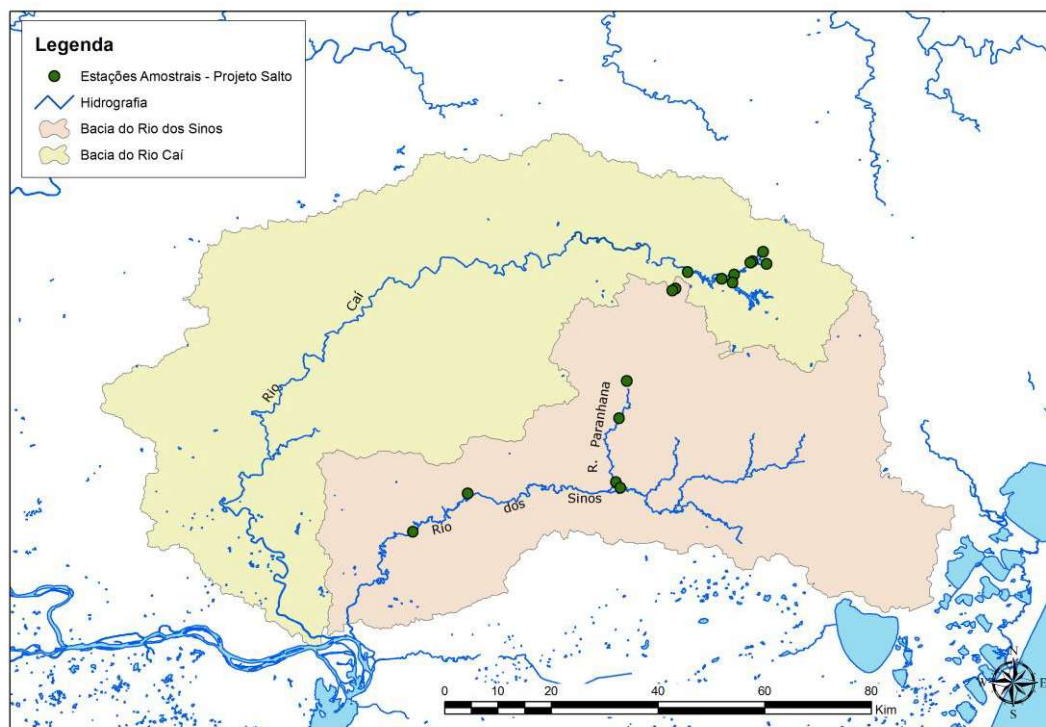 Legenda
Estações Amostrais - Projeto Salto
Hidrografia
Bacia do Rio dos Sinos
Bacia do Rio Caí
Rio Caí
R. Paranhana
Rio dos Sinos
N
W E
S
0 5 10 20 40 60 80
Km